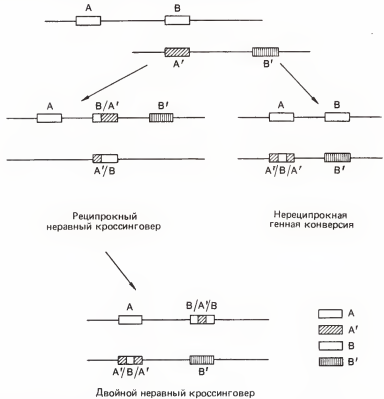 A B
A′ B′
A B/A′ B′ A B
A′/B A′/B/A′ B′
Реципрокный
неравный кроссинговер
Нереципрокная
генная конверсия
A B/A′/B
A′/B/A′ B′
A
A′
B
B′
Двойной неравный кроссинговер